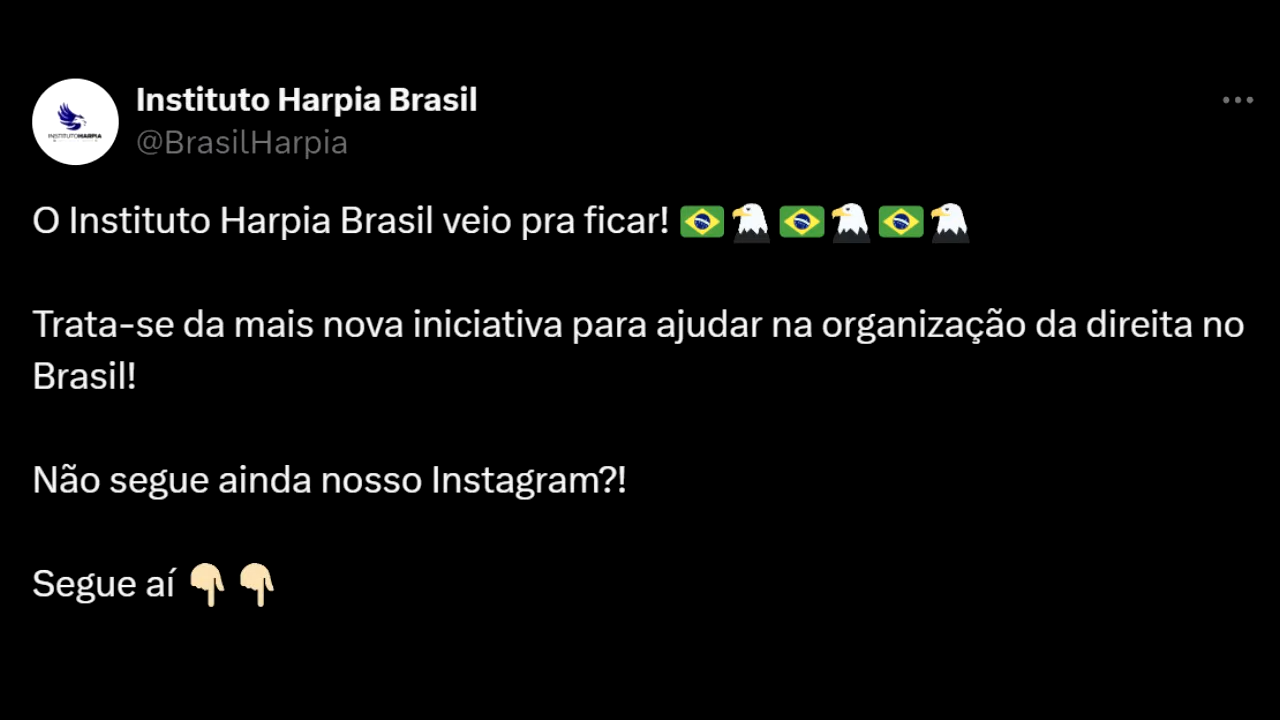 Instituto Harpia Brasil
@BrasilHarpia
INSTITUTOHARPIA
O Instituto Harpia Brasil veio pra ficar! 🇧🇷🦅🇧🇷🦅🇧🇷🦅
Trata-se da mais nova iniciativa para ajudar na organização da direita no
Brasil!
Não segue ainda nosso Instagram?!
Segue aí 👇🏻👇🏻